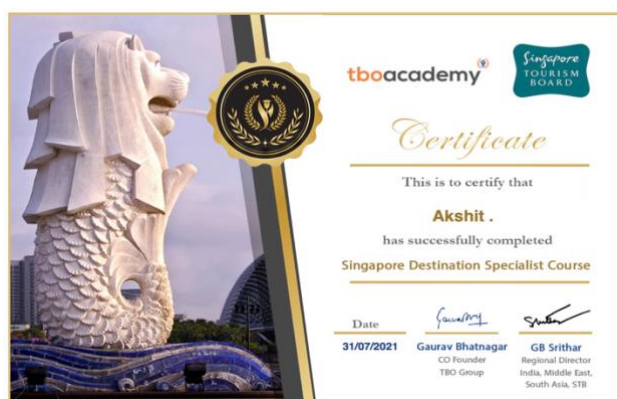 tboacademy
Singapore
TOURISM
BOARD
Certificate
This is to certify that
Akshit .
has successfully completed
Singapore Destination Specialist Course
Date
31/07/2021
Gaurav Bhatnagar
CO Founder
TBO Group
GB Srithar
Regional Director
India, Middle East,
South Asia, STB